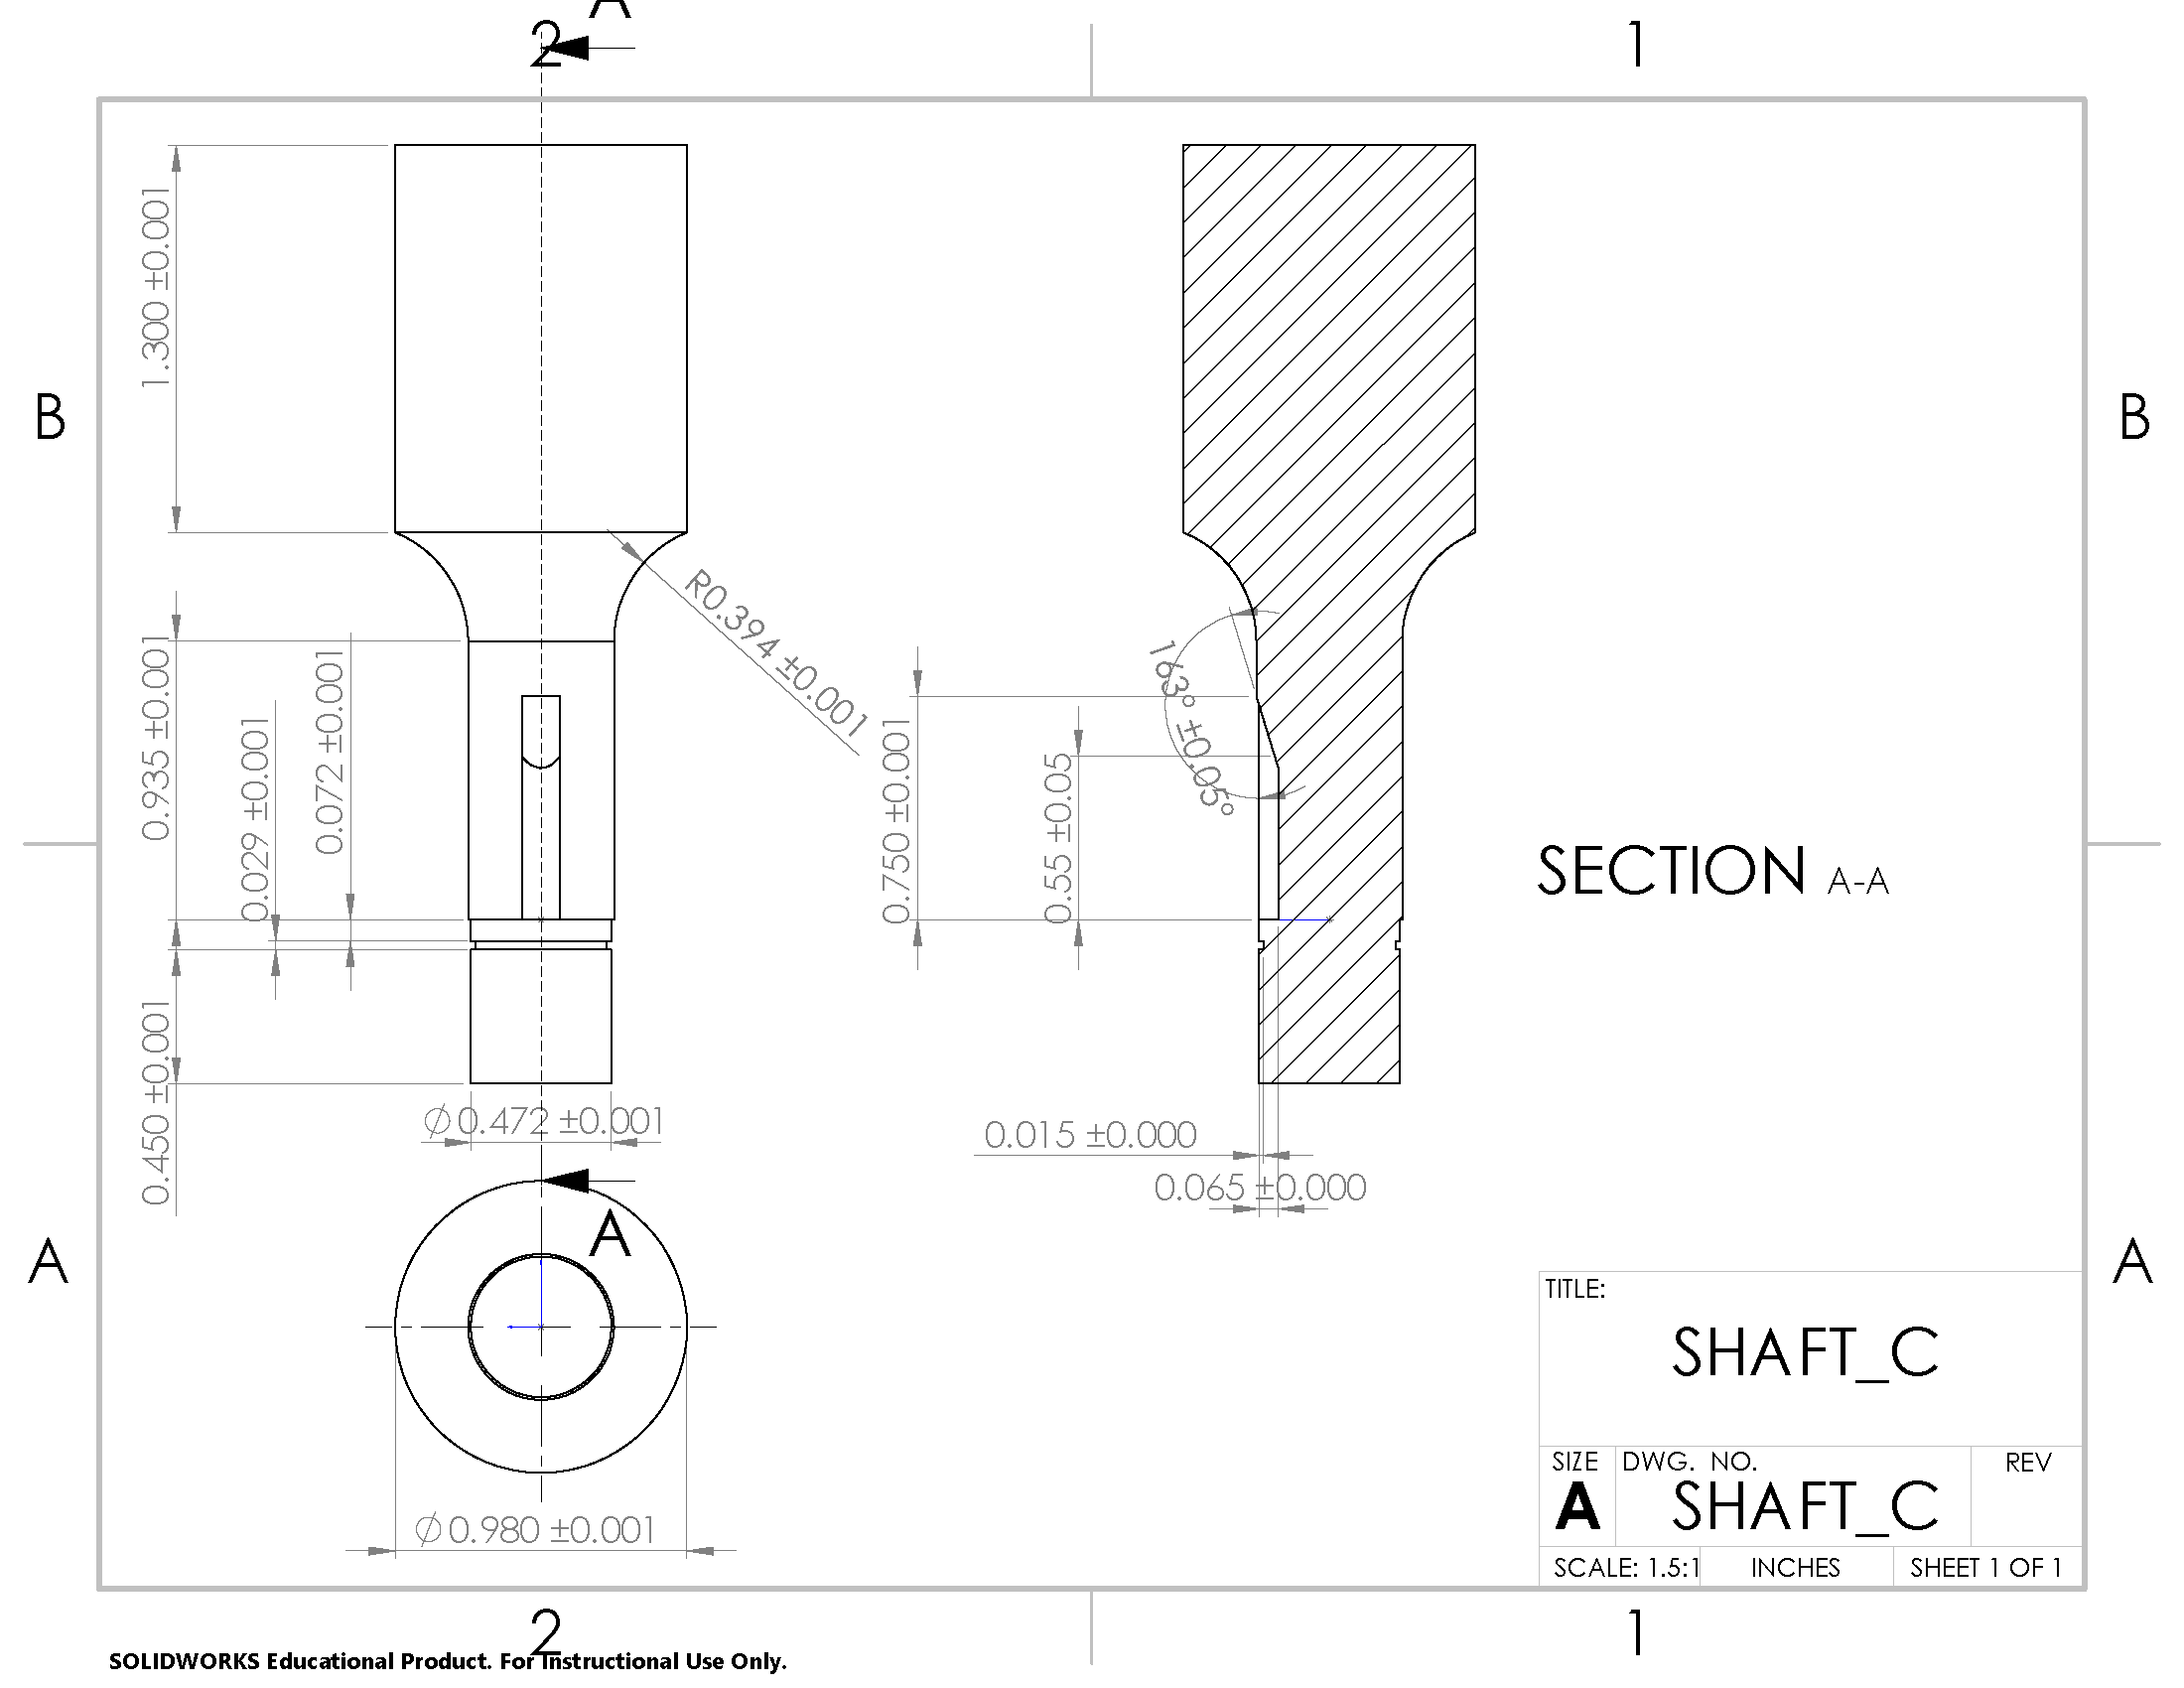 A
2
1
B
B
1.300 ±0.001
R0.394 ±0.001
0.935 ±0.001
0.029 ±0.001
0.072 ±0.001
163° ±0.05°
0.750 ±0.001
0.55 ±0.05
SECTION A-A
0.450 ±0.001
∅0.472 ±0.001
0.015 ±0.000
0.065 ±0.000
A
A
A
∅0.980 ±0.001
TITLE:
SHAFT_C
SIZE DWG. NO. REV
A SHAFT_C
SCALE: 1.5:1 INCHES SHEET 1 OF 1
2
1
SOLIDWORKS Educational Product. For Instructional Use Only.